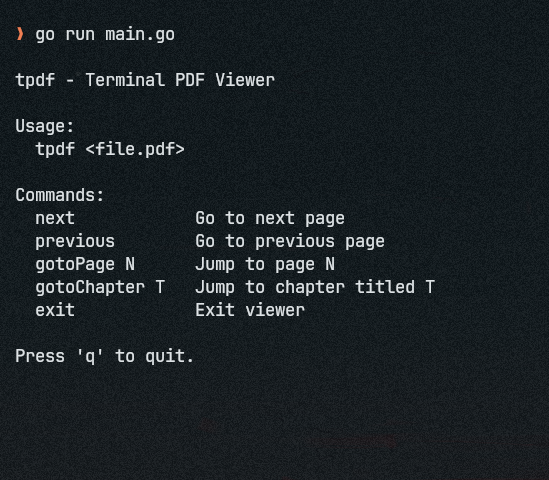 ❱ go run main.go
tpdf - Terminal PDF Viewer
Usage:
tpdf <file.pdf>
Commands:
next Go to next page
previous Go to previous page
gotoPage N Jump to page N
gotoChapter T Jump to chapter titled T
exit Exit viewer
Press 'q' to quit.